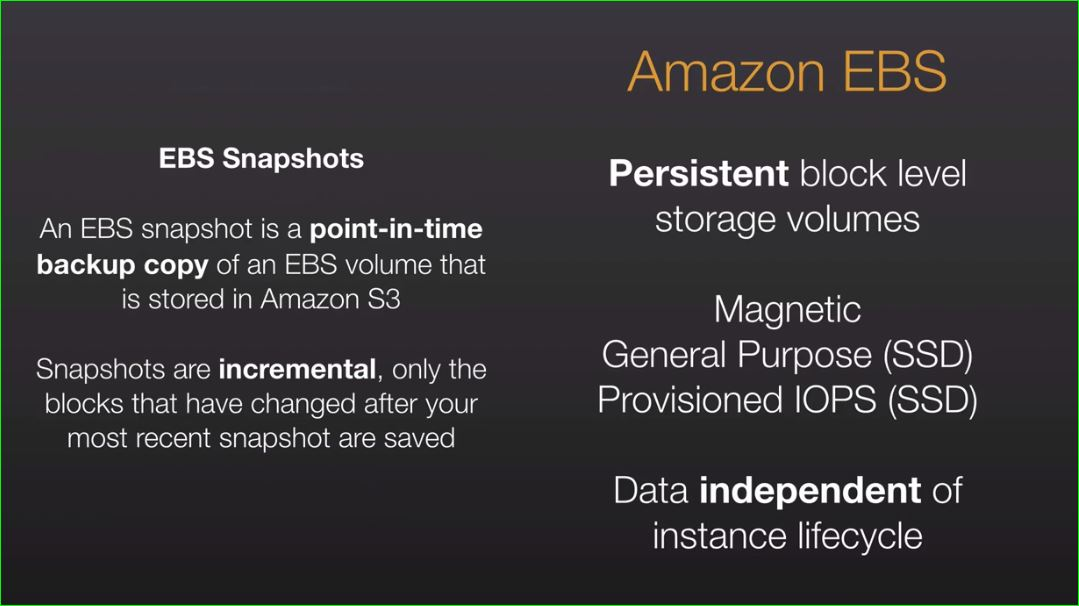 Amazon EBS
EBS Snapshots
An EBS snapshot is a point-in-time
backup copy of an EBS volume that
is stored in Amazon S3
Snapshots are incremental, only the
blocks that have changed after your
most recent snapshot are saved
Persistent block level
storage volumes
Magnetic
General Purpose (SSD)
Provisioned IOPS (SSD)
Data independent of
instance lifecycle